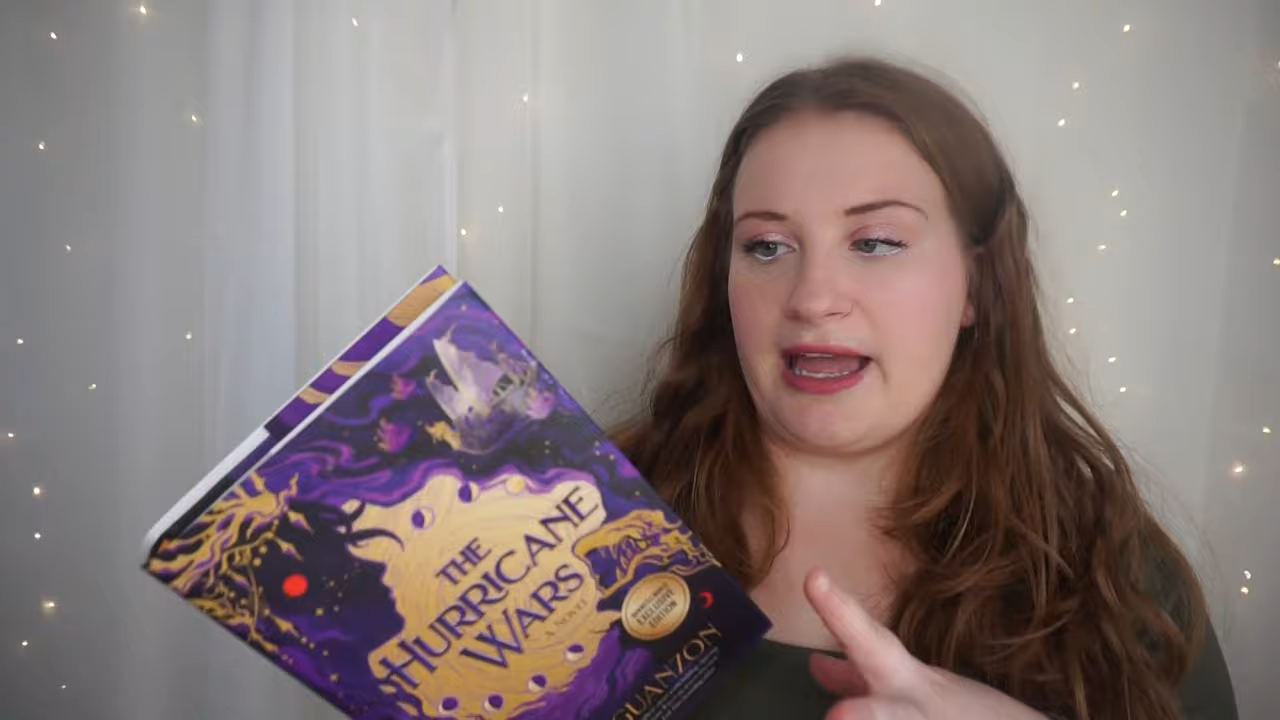 THE
HURRICANE
WARS
A NOVEL
EXCLUSIVE
EDITION
GUANZON